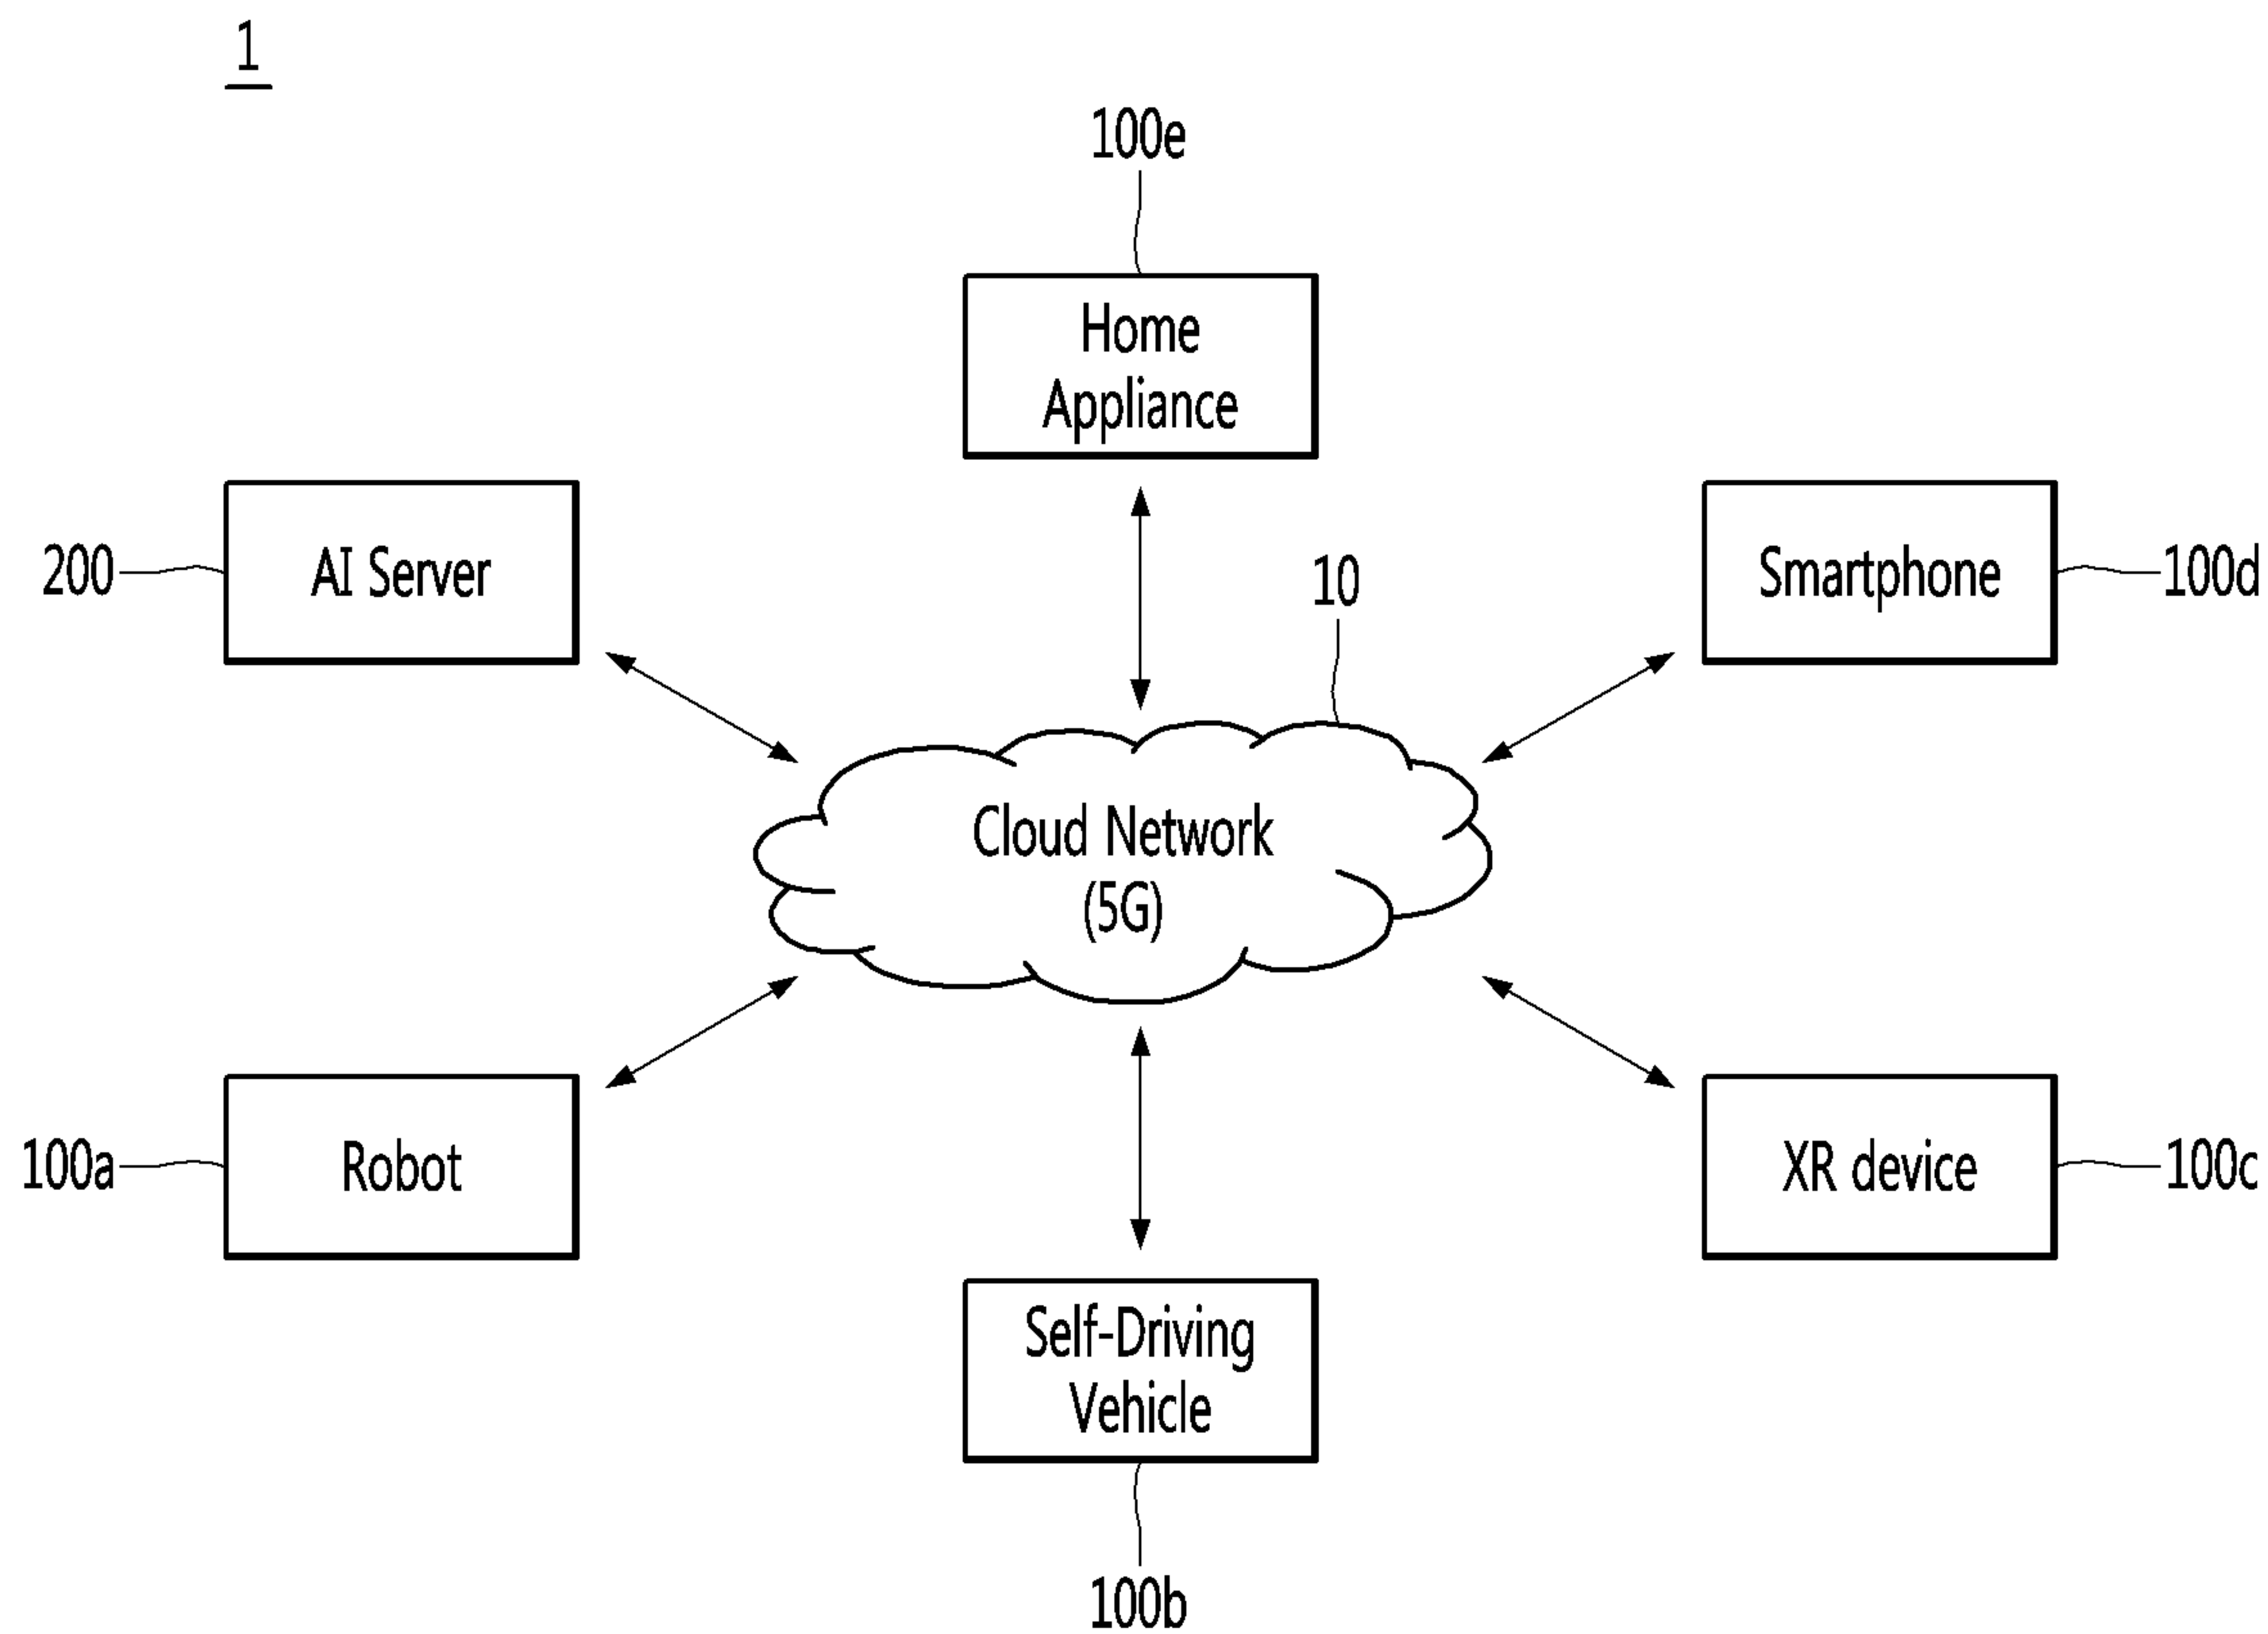 1
100e
Home
Appliance
200
AI Server
10
Smartphone
100d
Cloud Network
(5G)
100a
Robot
XR device
100c
Self-Driving
Vehicle
100b